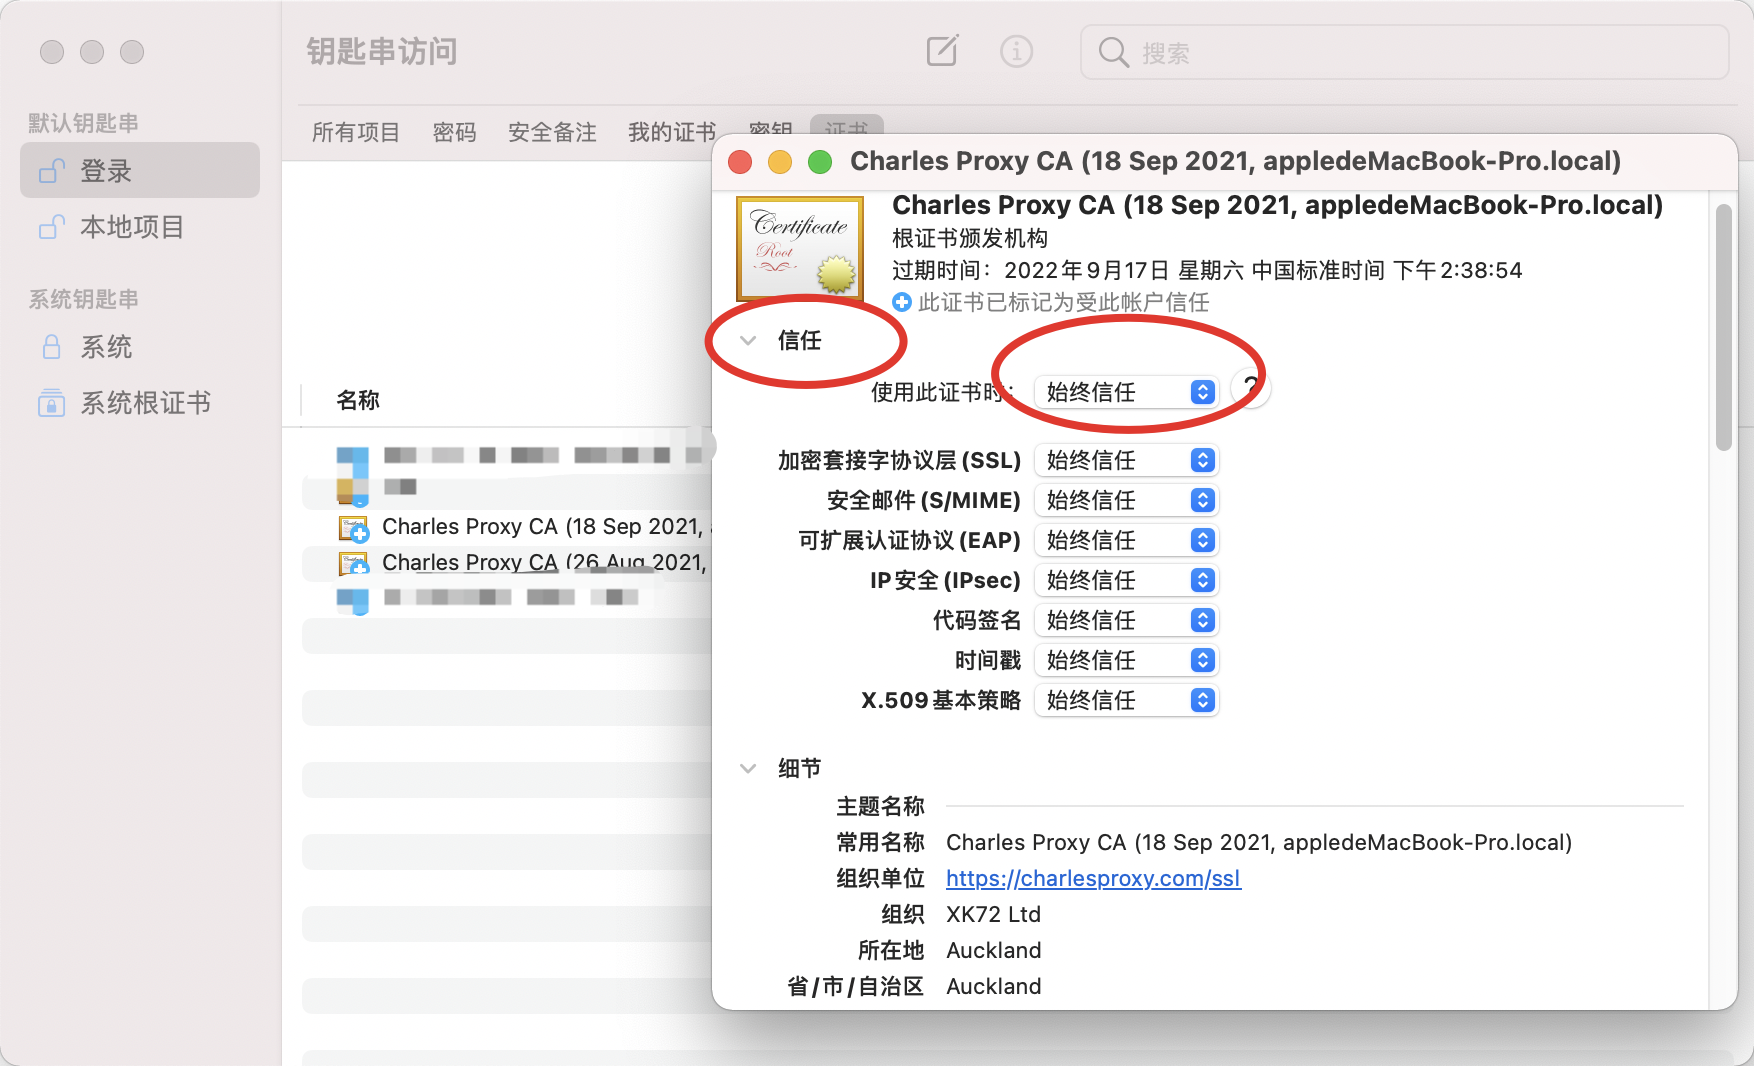 钥匙串访问
搜索
默认钥匙串
登录
本地项目
系统钥匙串
系统
系统根证书
所有项目 密码 安全备注 我的证书 密钥 证书
名称
Charles Proxy CA (18 Sep 2021,
Charles Proxy CA (26 Aug 2021,
Charles Proxy CA (18 Sep 2021, appledeMacBook-Pro.local)
Certificate
Root
Charles Proxy CA (18 Sep 2021, appledeMacBook-Pro.local)
根证书颁发机构
过期时间：2022年9月17日 星期六 中国标准时间 下午2:38:54
此证书已标记为受此帐户信任
信任
使用此证书时： 始终信任 ?
加密套接字协议层(SSL) 始终信任
安全邮件(S/MIME) 始终信任
可扩展认证协议(EAP) 始终信任
IP安全(IPsec) 始终信任
代码签名 始终信任
时间戳 始终信任
X.509基本策略 始终信任
细节
主题名称
常用名称 Charles Proxy CA (18 Sep 2021, appledeMacBook-Pro.local)
组织单位 https://charlesproxy.com/ssl
组织 XK72 Ltd
所在地 Auckland
省/市/自治区 Auckland